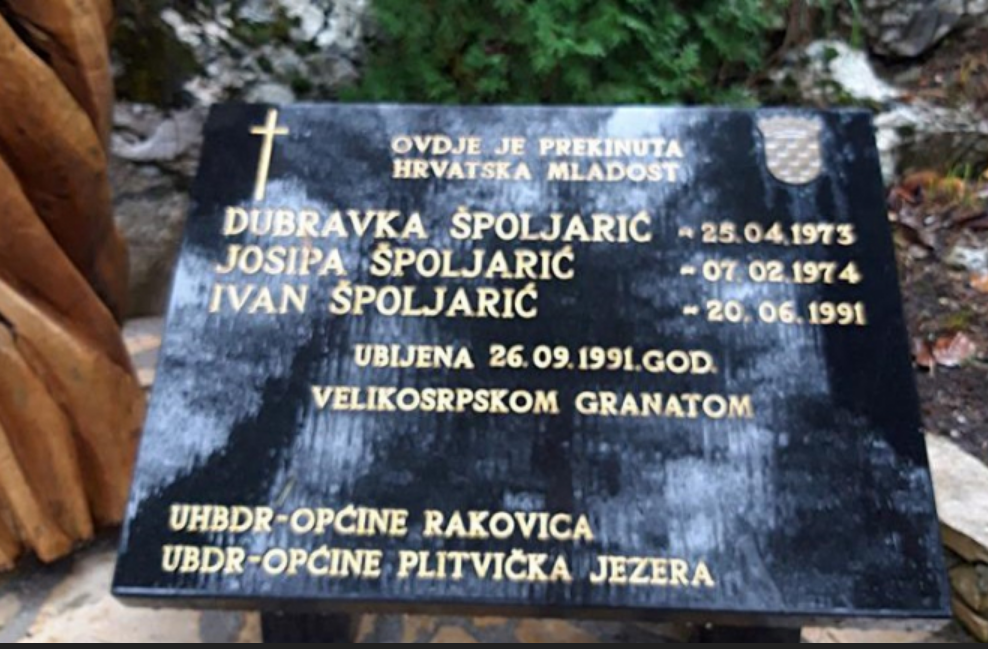 OVDJE JE PREKINUTA
HRVATSKA MLADOST
DUBRAVKA ŠPOLJARIĆ - 25.04.1973
JOSIPA ŠPOLJARIĆ - 07.02.1974
IVAN ŠPOLJARIĆ - 20.06.1991
UBIJENA 26.09.1991.GOD.
VELIKOSRPSKOM GRANATOM
UHBDR-OPĆINE RAKOVICA
UBDR-OPĆINE PLITVIČKA JEZERA